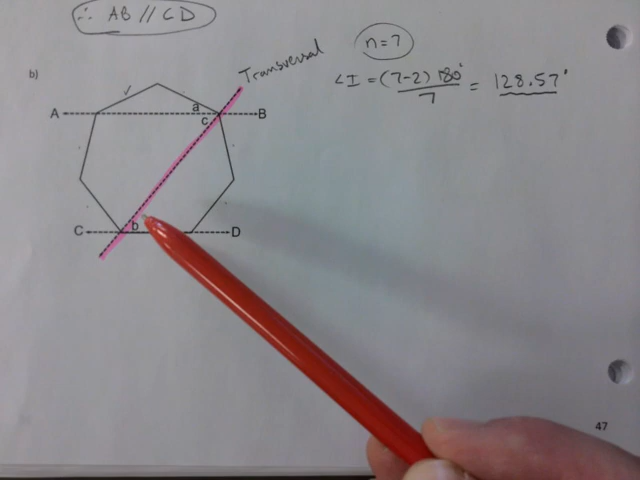 ∴ AB // CD
n=7
Transversal
∠I = (7-2) 180° = 128.57°
7
b)
A
a
B
c
C
b
D
47